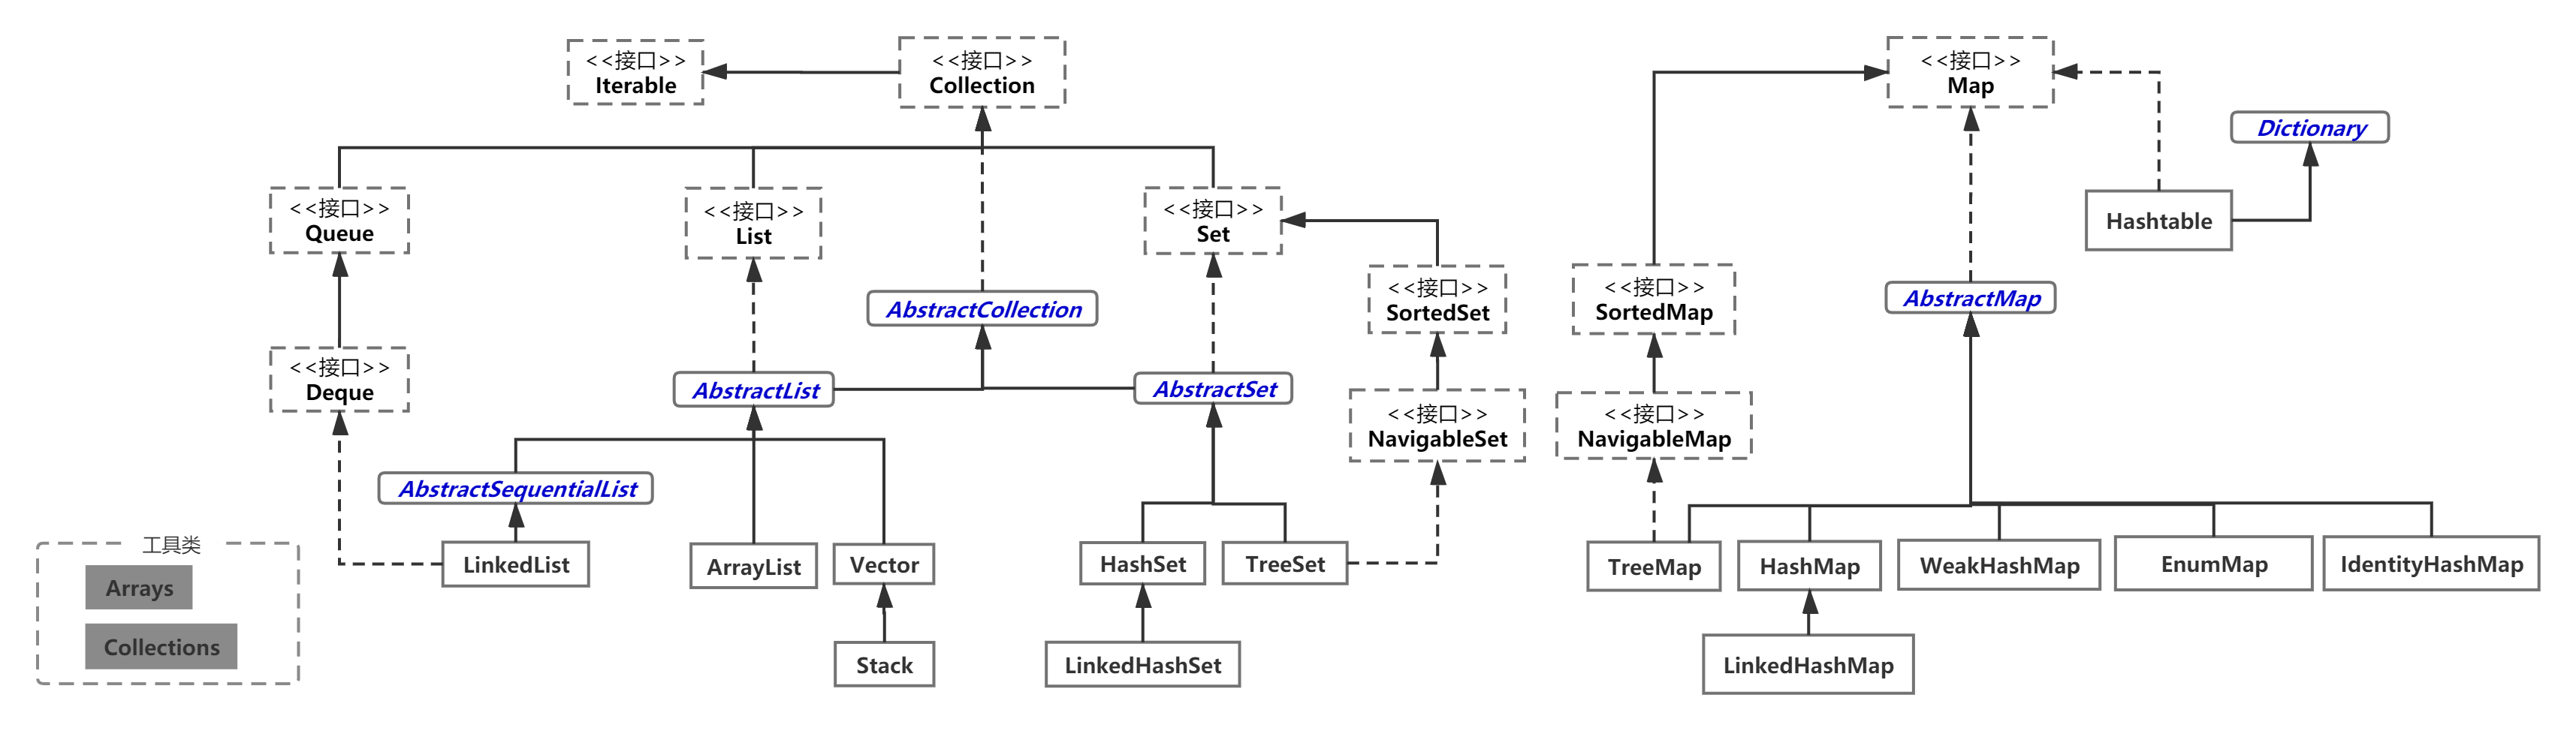 <<接口>>
Iterable
<<接口>>
Collection
<<接口>>
Map
Dictionary
<<接口>>
Queue
<<接口>>
List
<<接口>>
Set
Hashtable
<<接口>>
SortedSet
<<接口>>
SortedMap
AbstractCollection
AbstractMap
<<接口>>
Deque
AbstractList
AbstractSet
<<接口>>
NavigableSet
<<接口>>
NavigableMap
AbstractSequentialList
工具类
Arrays
Collections
LinkedList
ArrayList
Vector
HashSet
TreeSet
TreeMap
HashMap
WeakHashMap
EnumMap
IdentityHashMap
Stack
LinkedHashSet
LinkedHashMap